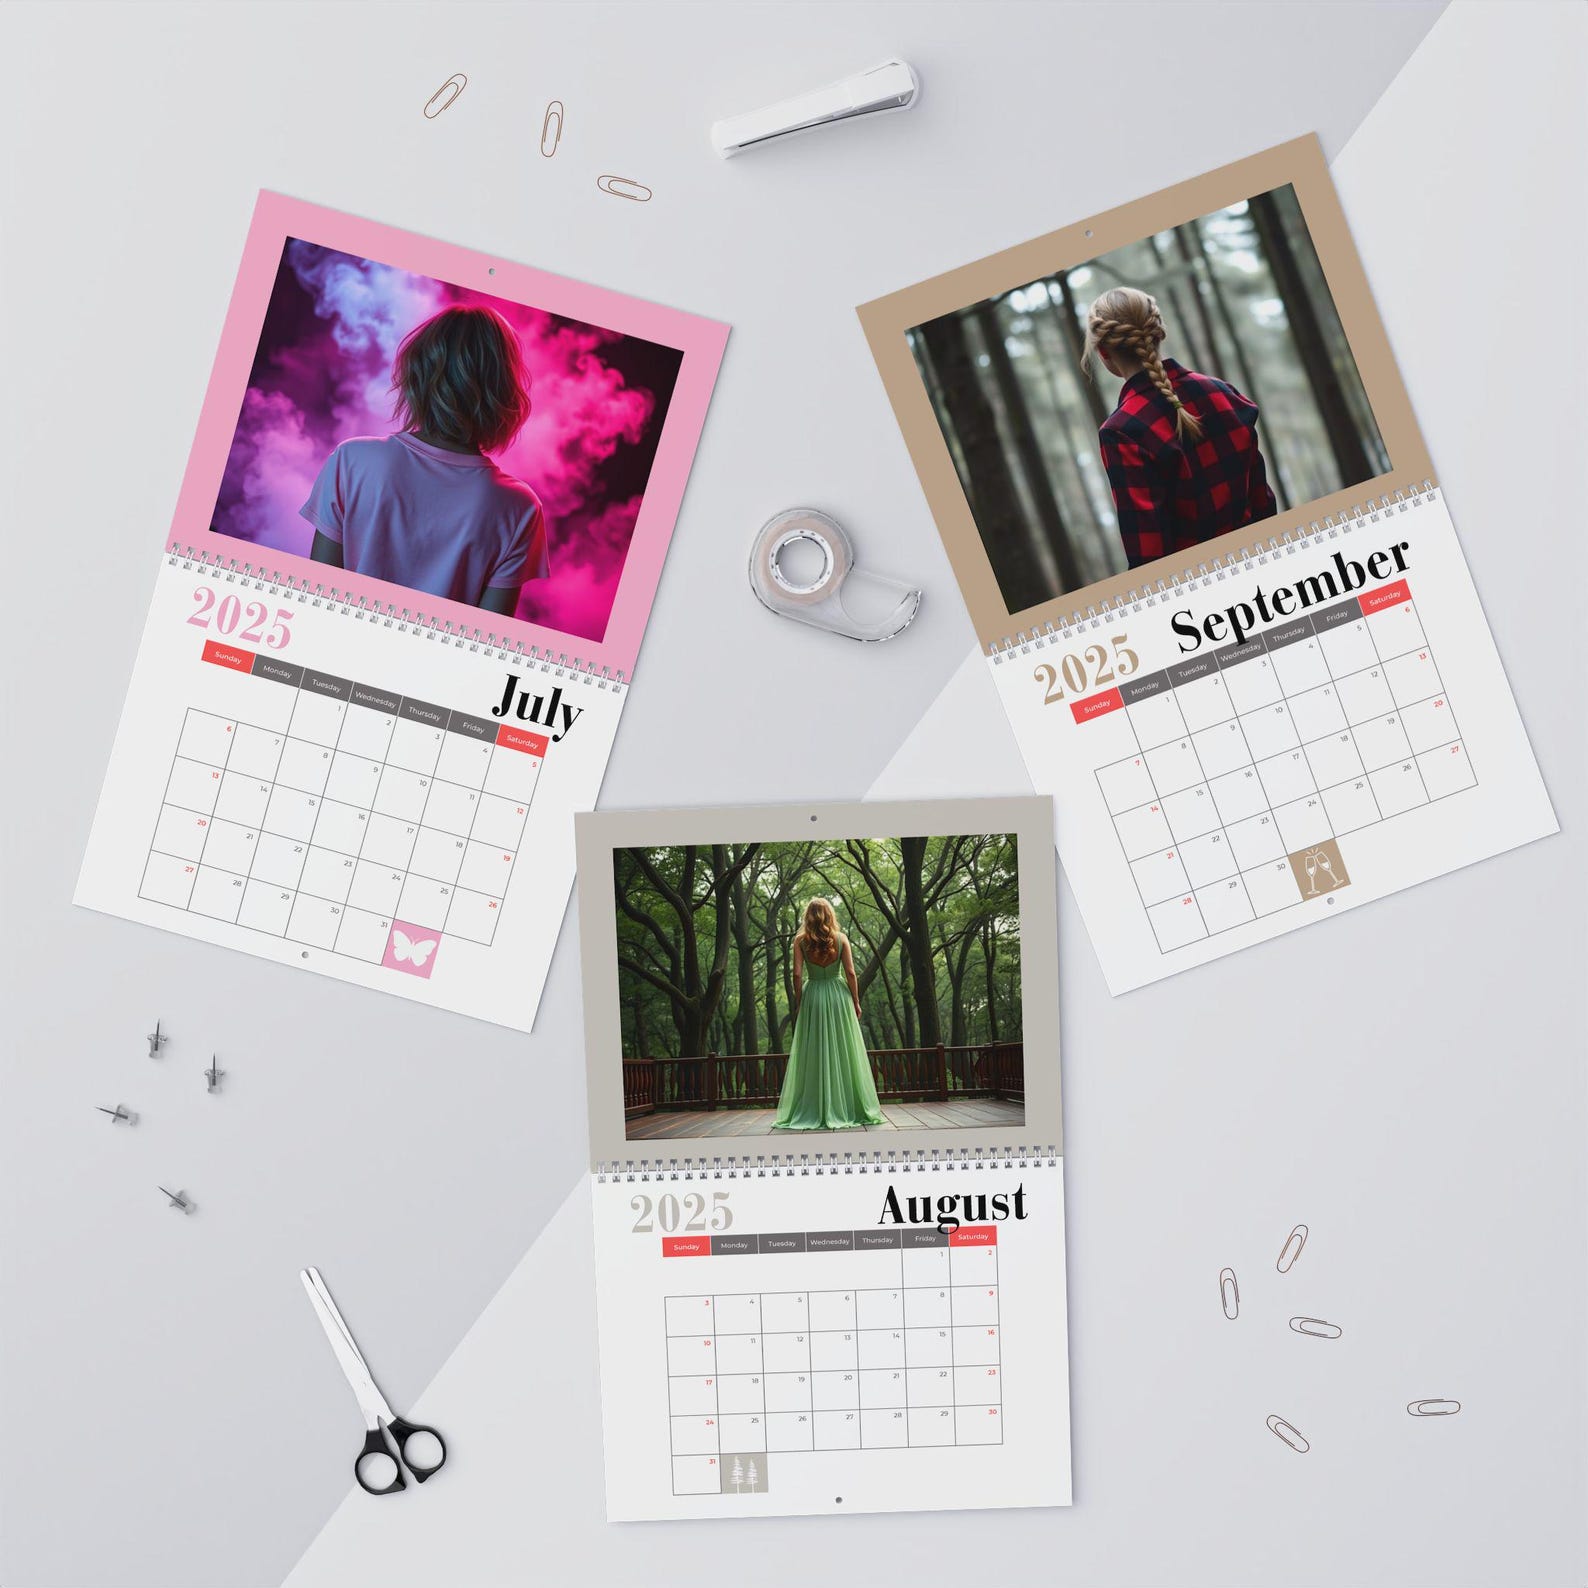 2025
July
Sunday Monday Tuesday Wednesday Thursday Friday Saturday
1 2 3 4 5
6 7 8 9 10 11 12
13 14 15 16 17 18 19
20 21 22 23 24 25 26
27 28 29 30 31
2025
September
Sunday Monday Tuesday Wednesday Thursday Friday Saturday
1 2 3 4 5 6
7 8 9 10 11 12 13
14 15 16 17 18 19 20
21 22 23 24 25 26 27
28 29 30
2025
August
Sunday Monday Tuesday Wednesday Thursday Friday Saturday
1 2
3 4 5 6 7 8 9
10 11 12 13 14 15 16
17 18 19 20 21 22 23
24 25 26 27 28 29 30
31